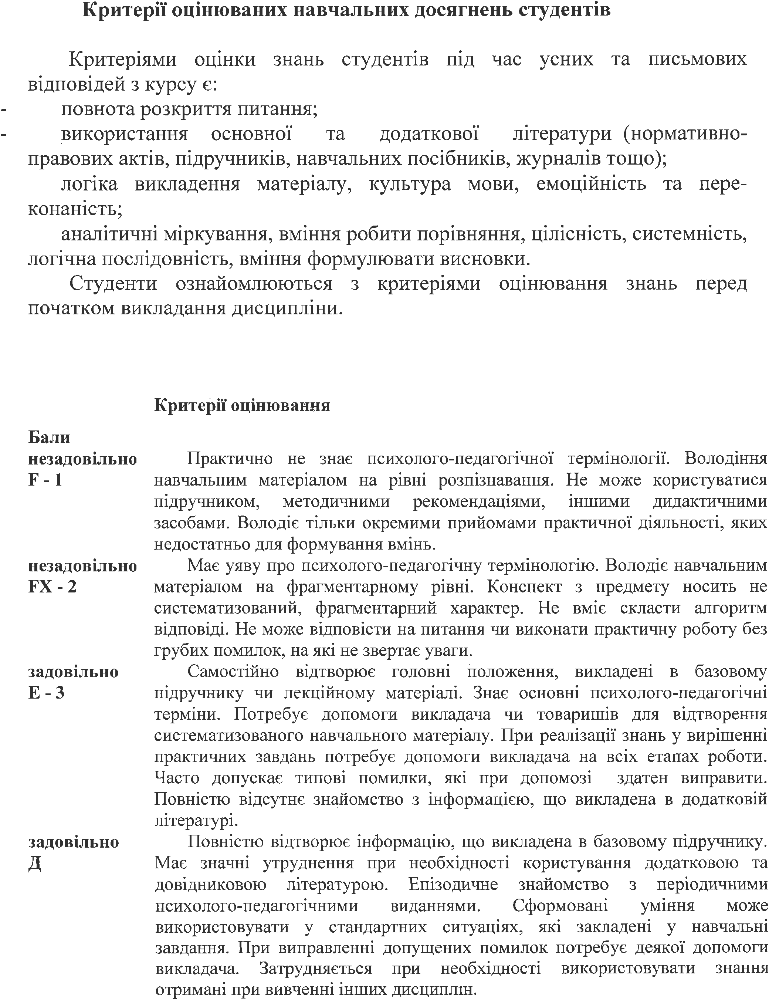 Критерії оцінюваних навчальних досягнень студентів
Критеріями оцінки знань студентів під час усних та письмових
відповідей з курсу є:
- повнота розкриття питання;
- використання основної та додаткової літератури (нормативно-
правових актів, підручників, навчальних посібників, журналів тощо);
логіка викладення матеріалу, культура мови, емоційність та пере-
конаність;
аналітичні міркування, вміння робити порівняння, цілісність, системність,
логічна послідовність, вміння формулювати висновки.
Студенти ознайомлюються з критеріями оцінювання знань перед
початком викладання дисципліни.
Критерії оцінювання
Бали
незадовільно Практично не знає психолого-педагогічної термінології. Володіння
F - 1 навчальним матеріалом на рівні розпізнавання. Не може користуватися
підручником, методичними рекомендаціями, іншими дидактичними
засобами. Володіє тільки окремими прийомами практичної діяльності, яких
недостатньо для формування вмінь.
незадовільно Має уяву про психолого-педагогічну термінологію. Володіє навчальним
FX - 2 матеріалом на фрагментарному рівні. Конспект з предмету носить не
систематизований, фрагментарний характер. Не вміє скласти алгоритм
відповіді. Не може відповісти на питання чи виконати практичну роботу без
грубих помилок, на які не звертає уваги.
задовільно Самостійно відтворює головні положення, викладені в базовому
E - 3 підручнику чи лекційному матеріалі. Знає основні психолого-педагогічні
терміни. Потребує допомоги викладача чи товаришів для відтворення
систематизованого навчального матеріалу. При реалізації знань у вирішенні
практичних завдань потребує допомоги викладача на всіх етапах роботи.
Часто допускає типові помилки, які при допомозі здатен виправити.
Повністю відсутнє знайомство з інформацією, що викладена в додатковій
літературі.
задовільно Повністю відтворює інформацію, що викладена в базовому підручнику.
Д Має значні утруднення при необхідності користування додатковою та
довідниковою літературою. Епізодичне знайомство з періодичними
психолого-педагогічними виданнями. Сформовані уміння може
використовувати у стандартних ситуаціях, які закладені у навчальні
завдання. При виправленні допущених помилок потребує деякої допомоги
викладача. Затрудняється при необхідності використовувати знання
отримані при вивченні інших дисциплін.